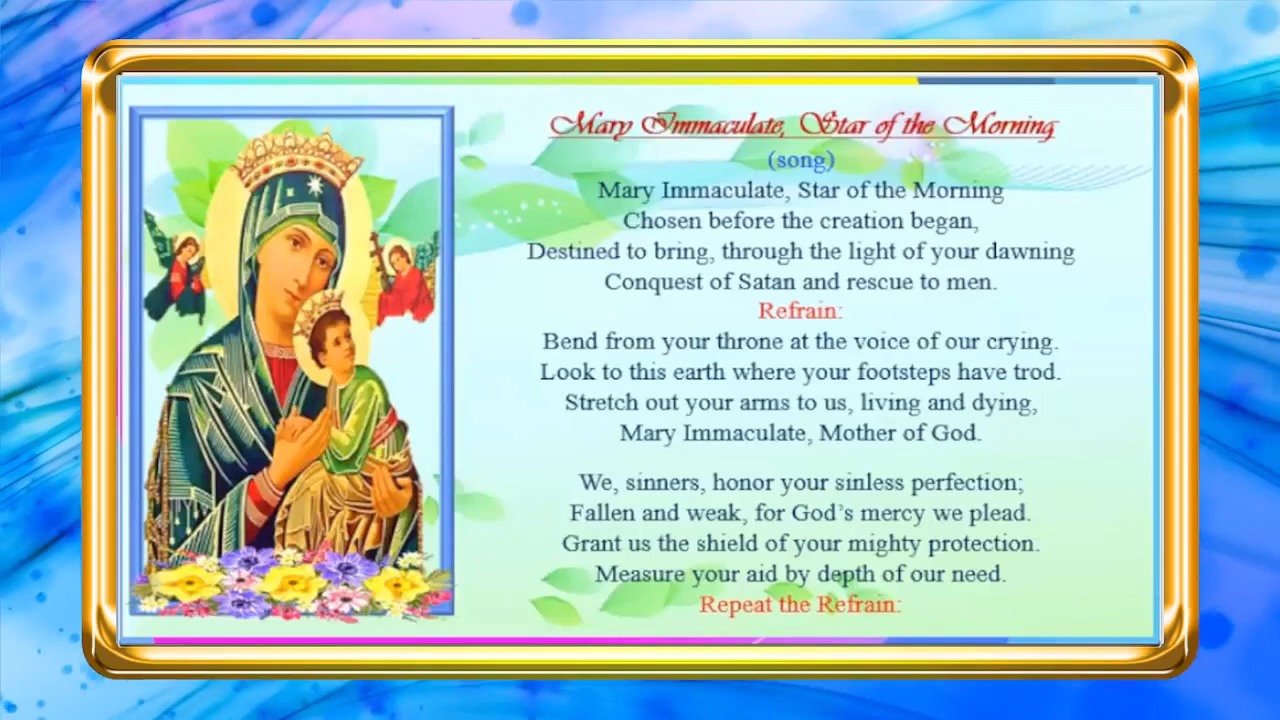 Mary Immaculate, Star of the Morning
(song)
Mary Immaculate, Star of the Morning
Chosen before the creation began,
Destined to bring, through the light of your dawning
Conquest of Satan and rescue to men.
Refrain:
Bend from your throne at the voice of our crying.
Look to this earth where your footsteps have trod.
Stretch out your arms to us, living and dying,
Mary Immaculate, Mother of God.
We, sinners, honor your sinless perfection;
Fallen and weak, for God's mercy we plead.
Grant us the shield of your mighty protection.
Measure your aid by depth of our need.
Repeat the Refrain: